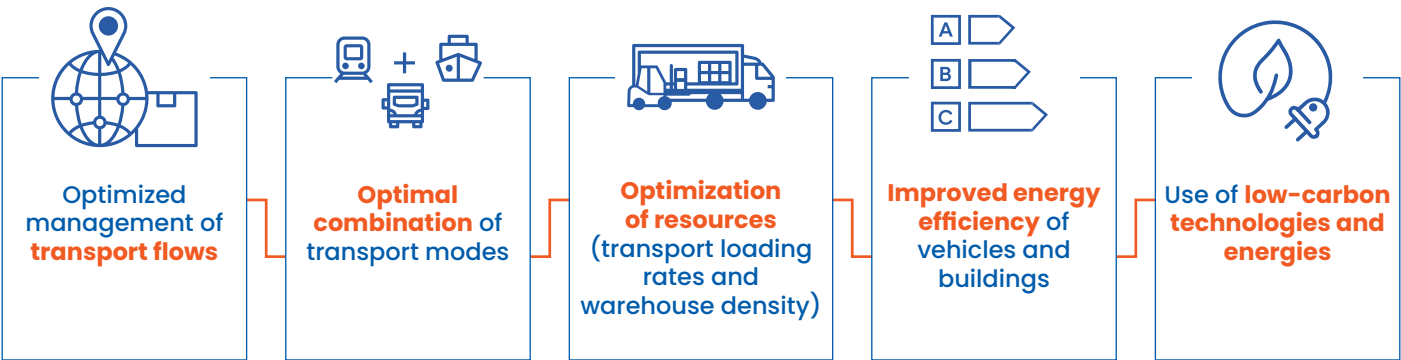 Optimized
management of
transport flows
+
Optimal
combination of
transport modes
Optimization
of resources
(transport loading
rates and
warehouse density)
A
B
C
Improved energy
efficiency of
vehicles and
buildings
Use of low-carbon
technologies and
energies